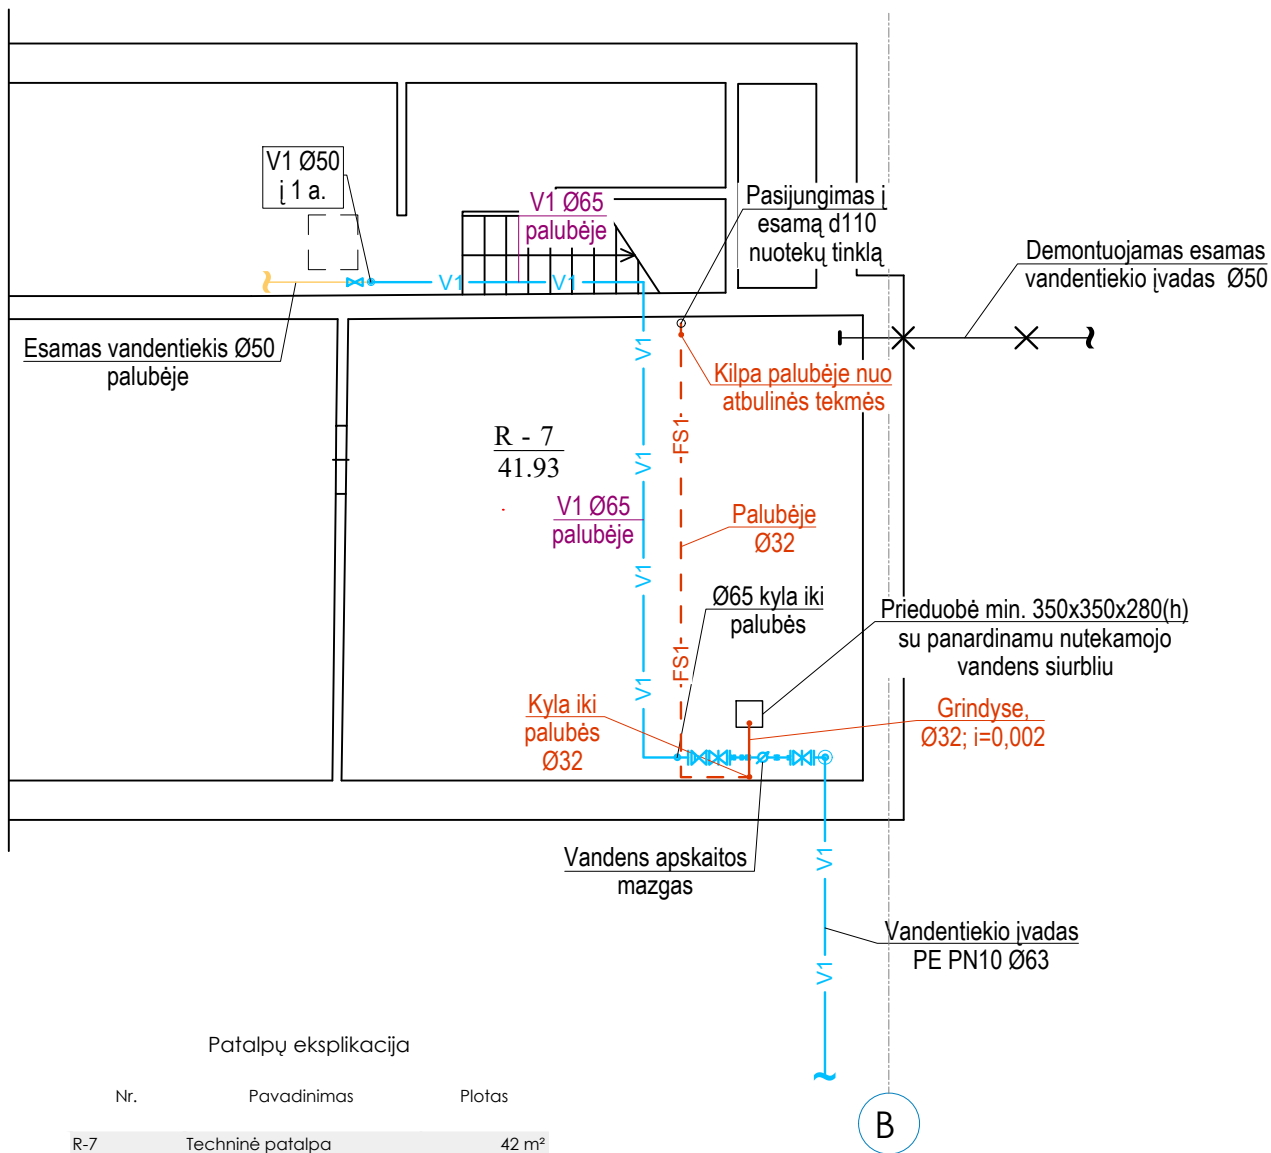 V1 Ø50
į 1 a.
V1 Ø65
palubėje
Pasijungimas į
esamą d110
nuotekų tinklą
Demontuojamas esamas
vandentiekio įvadas Ø50
V1
V1
Esamas vandentiekis Ø50
palubėje
V1
Kilpa palubėje nuo
atbulinės tekmės
FS1
R - 7
41.93
V1
V1 Ø65
palubėje
Palubėje
Ø32
V1
Ø65 kyla iki
palubės
Prieduobė min. 350x350x280(h)
su panardinamu nutekamojo
vandens siurbliu
FS1
V1
Kyla iki
palubės
Ø32
Grindyse,
Ø32; i=0,002
Vandens apskaitos
mazgas
V1
Vandentiekio įvadas
PE PN10 Ø63
V1
Patalpų eksplikacija
Nr. Pavadinimas Plotas
R-7 Techninė patalpa 42 m²
B